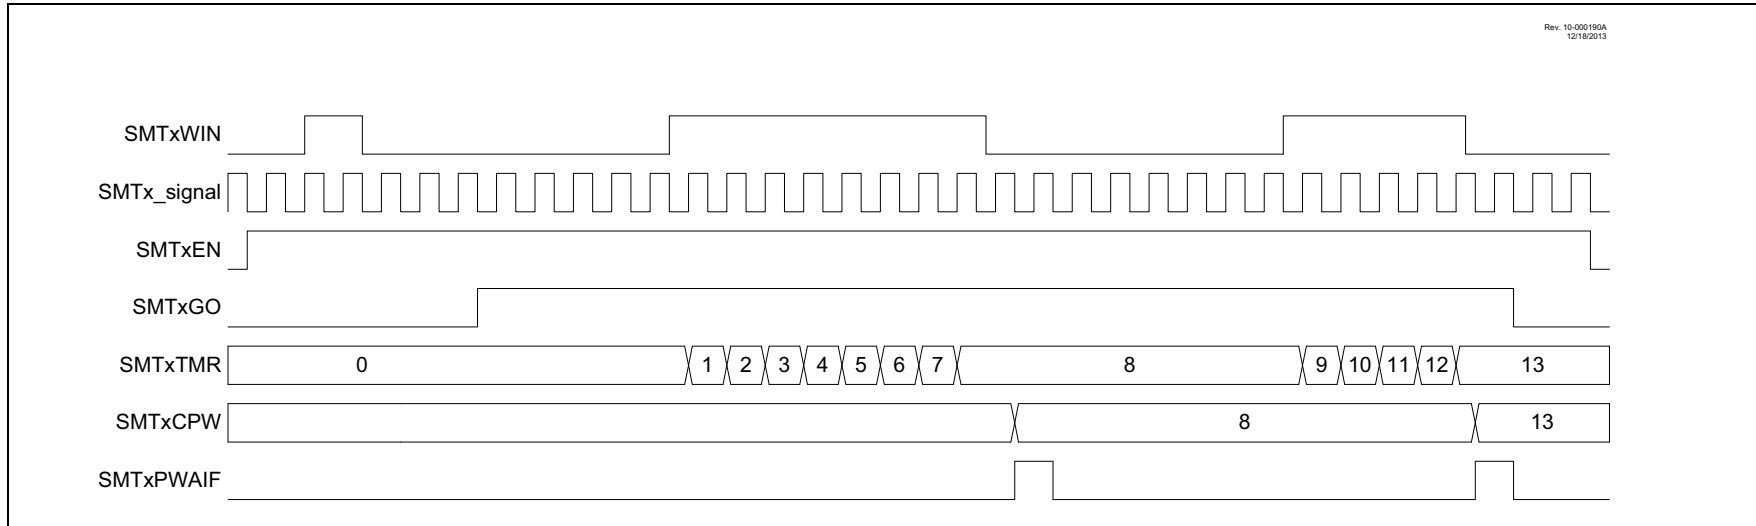 Rev. 10-000190A
12/18/2013
SMTxWIN
SMTx_signal
SMTxEN
SMTxGO
SMTxTMR 0 1 2 3 4 5 6 7 8 9 10 11 12 13
SMTxCPW 8 13
SMTxPWAIF